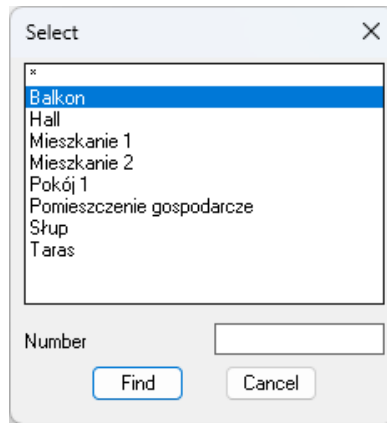 Select
*
Balkon
Hall
Mieszkanie 1
Mieszkanie 2
Pokój 1
Pomieszczenie gospodarcze
Słup
Taras
Number
Find
Cancel